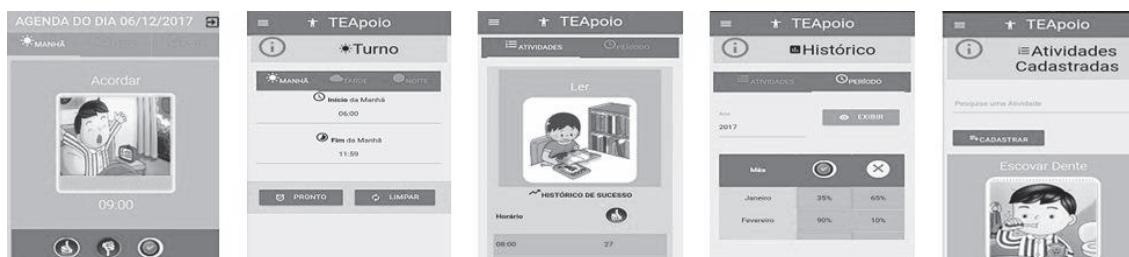 AGENDA DO DIA 06/12/2017
MANHÃ
Acordar
09:00
TEApoio
Turno
MANHÃ TARDE NOITE
Início da Manhã
06:00
Fim da Manhã
11:59
PRONTO LIMPAR
TEApoio
ATIVIDADES PERÍODO
Ler
HISTÓRICO DE SUCESSO
Horário
08:00 27
TEApoio
Histórico
ATIVIDADES PERÍODO
Ano
2017 EXIBIR
Mês
Janeiro 35% 65%
Fevereiro 90% 10%
TEApoio
Atividades
Cadastradas
Pesquise uma Atividade
CADASTRAR
Escovar Dente